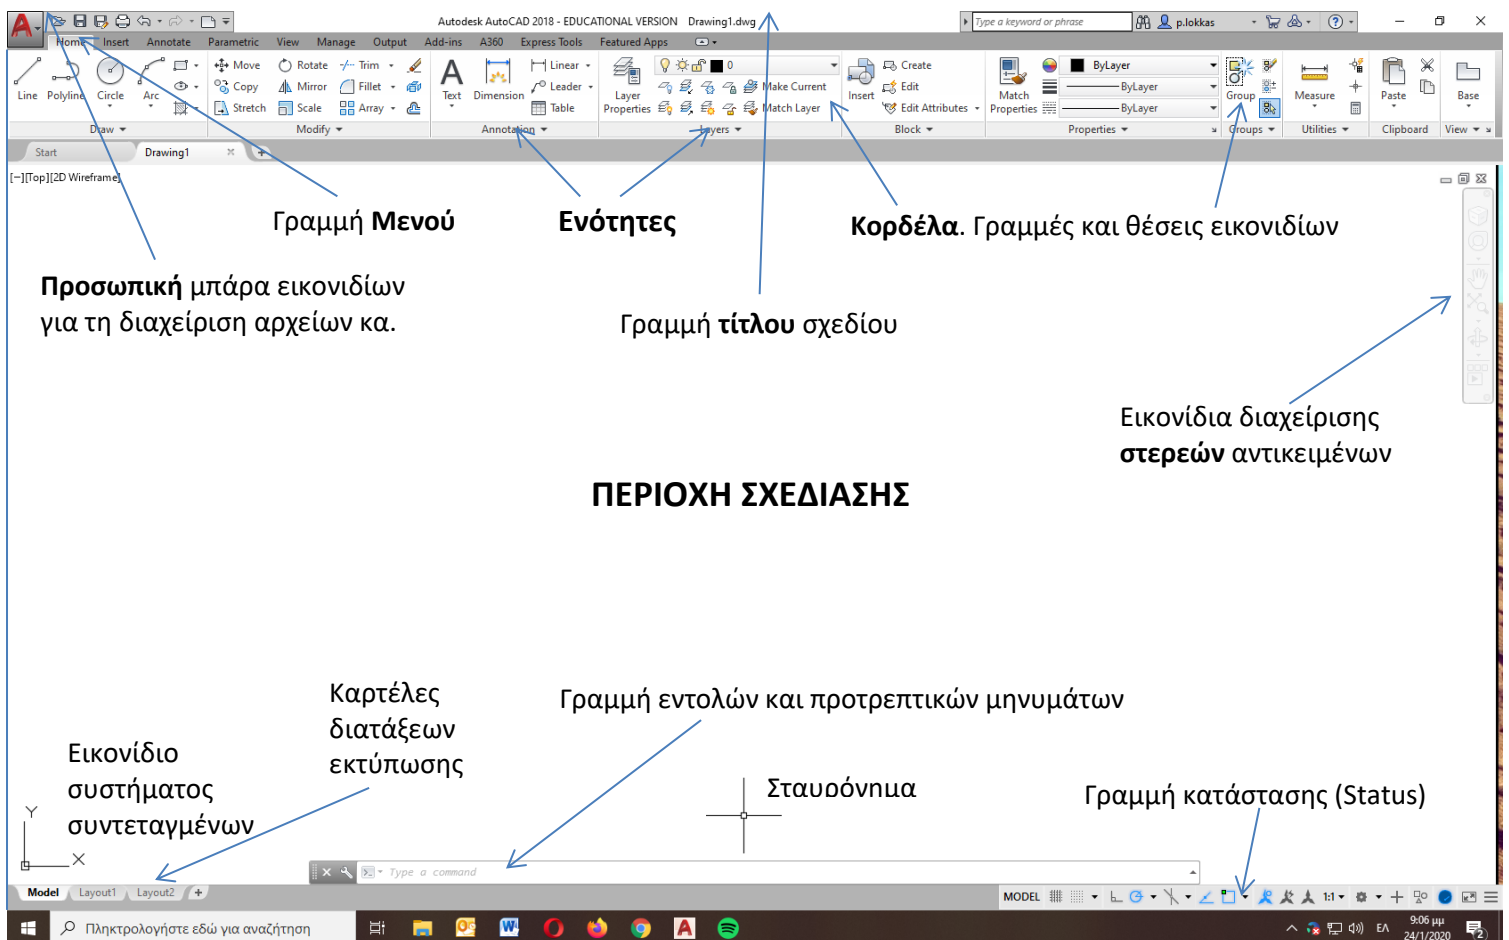 A
Autodesk AutoCAD 2018 - EDUCATIONAL VERSION Drawing1.dwg
Type a keyword or phrase
p.lokkas
Home Insert Annotate Parametric View Manage Output Add-ins A360 Express Tools Featured Apps
Move Rotate Trim Linear 0 Create ByLayer
Copy Mirror Fillet Leader Make Current Edit ByLayer
Line Polyline Circle Arc Text Dimension Layer Insert Match Group Measure Paste Base
Stretch Scale Array Table Properties Match Layer Edit Attributes Properties ByLayer
Draw Modify Annotation Layers Block Properties Groups Utilities Clipboard View
Start Drawing1
[−][Top][2D Wireframe]
Γραμμή Μενού
Ενότητες
Κορδέλα. Γραμμές και θέσεις εικονιδίων
Προσωπική μπάρα εικονιδίων
για τη διαχείριση αρχείων κα.
Γραμμή τίτλου σχεδίου
Εικονίδια διαχείρισης
στερεών αντικειμένων
ΠΕΡΙΟΧΗ ΣΧΕΔΙΑΣΗΣ
Καρτέλες
διατάξεων
εκτύπωσης
Γραμμή εντολών και προτρεπτικών μηνυμάτων
Εικονίδιο
συστήματος
συντεταγμένων
Σταυρόνημα
Γραμμή κατάστασης (Status)
Y
X
Type a command
Model Layout1 Layout2 +
MODEL 1:1
Πληκτρολογήστε εδώ για αναζήτηση
ΕΛ
9:06 μμ
24/1/2020
2